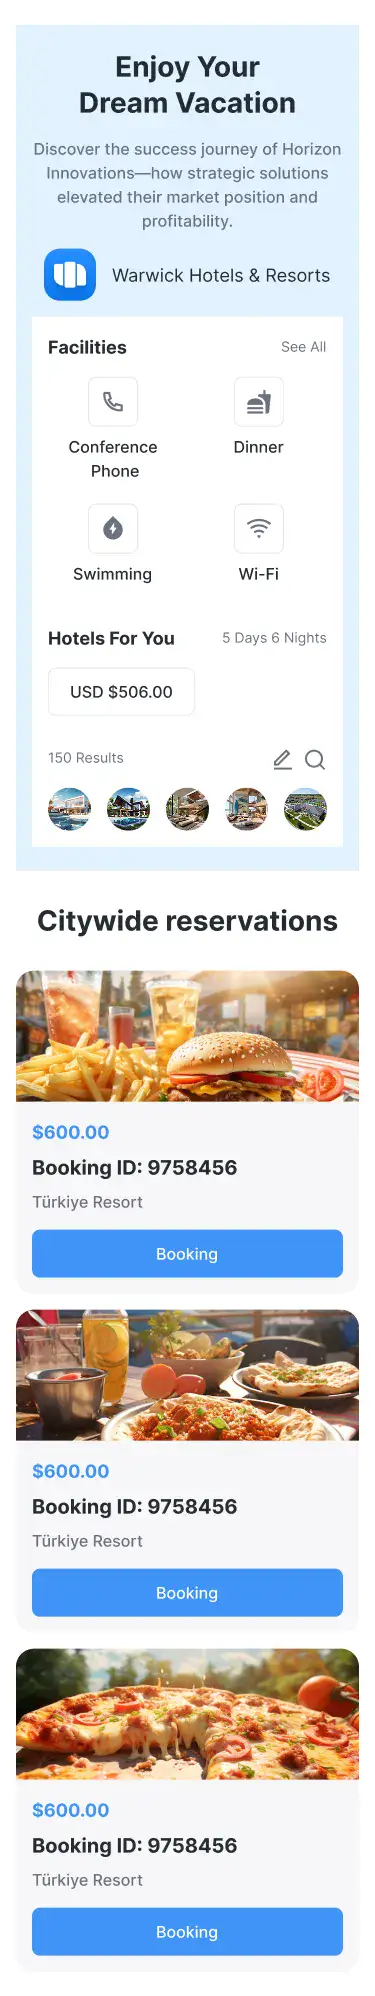 Enjoy Your
Dream Vacation
Discover the success journey of Horizon
Innovations—how strategic solutions
elevated their market position and
profitability.
Warwick Hotels & Resorts
Facilities
See All
Conference
Phone
Dinner
Swimming
Wi-Fi
Hotels For You
5 Days 6 Nights
USD $506.00
150 Results
Citywide reservations
$600.00
Booking ID: 9758456
Türkiye Resort
Booking
$600.00
Booking ID: 9758456
Türkiye Resort
Booking
$600.00
Booking ID: 9758456
Türkiye Resort
Booking